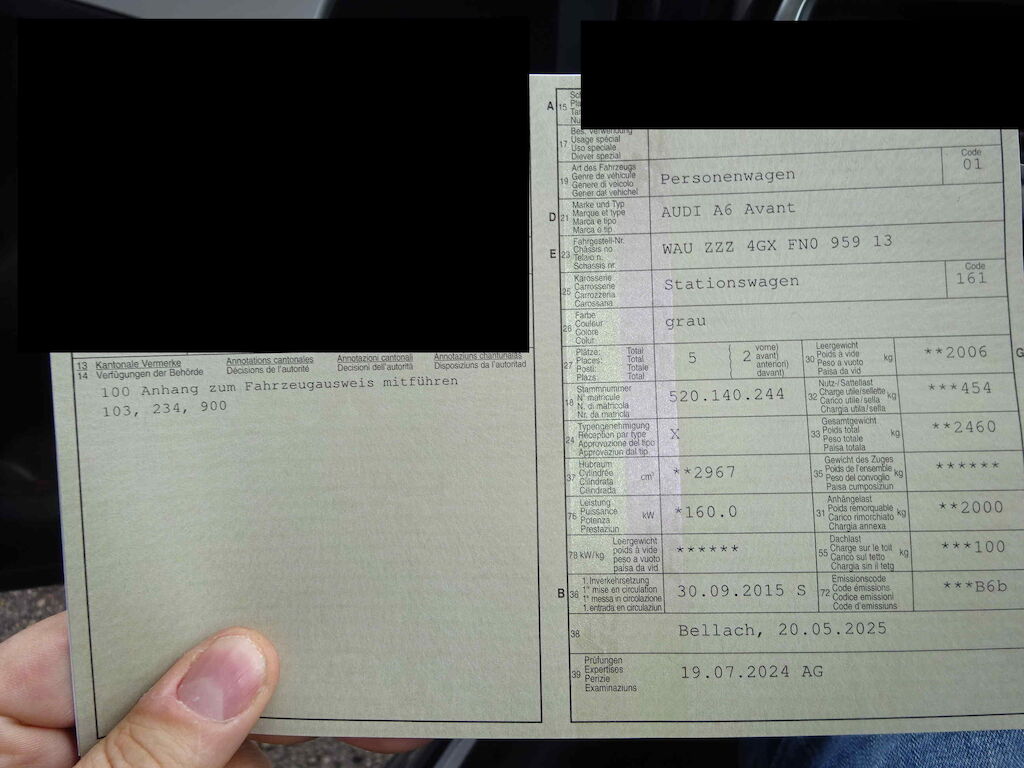 13 Kantonale Vermerke Annotations cantonales Annotazioni cantonali Annotaziuns chantunalas
14 Verfügungen der Behörde Décisions de l'autorité Decisioni dell'autorità Disposiziuns da l'autoritad
100 Anhang zum Fahrzeugausweis mitführen
103, 234, 900
A 15
17 Bes. Verwendung
Usage spécial
Uso speciale
Diever spezial
19 Art des Fahrzeugs
Genre de véhicule
Genere di veicolo
Gener dal vehichel
Personenwagen
Code
01
D 21 Marke und Typ
Marque et type
Marca e tipo
Marca e tip
AUDI A6 Avant
E 23 Fahrgestell-Nr.
Châssis no
Telaio n.
Schassis nr.
WAU ZZZ 4GX FN0 959 13
25 Karosserie
Carrosserie
Carrozzeria
Carossaria
Stationswagen
Code
161
26 Farbe
Couleur
Colore
Colur
grau
27 Plätze: Total
Places: Total
Posti: Totale
Plazs: Total
5 { 2 vorne)
avant)
anteriori)
davant)
30 Leergewicht
Poids à vide
Peso a vuoto
Paisa da vid
kg
**2006
G
18 Stammnummer
N° matricule
N. di matricola
Nr. da matricla
520.140.244
32 Nutz-/Sattellast
Charge utile/sellette
Carico utile/sella
Chargia utila/sella
kg
***454
24 Typengenehmigung
Réception par type
Approvazione del tipo
Approvaziun dal tip
X
33 Gesamtgewicht
Poids total
Peso totale
Paisa totala
kg
**2460
37 Hubraum
Cylindrée
Cilindrata
Cilindrada
cm³
**2967
35 Gewicht des Zuges
Poids de l'ensemble
Peso del convoglio
Paisa cumposiziun
kg
******
76 Leistung
Puissance
Potenza
Prestaziun
kW
*160.0
31 Anhängelast
Poids remorquable
Carico rimorchiato
Chargia annexa
kg
**2000
78 kW/kg Leergewicht
poids à vide
peso a vuoto
paisa da vid
******
55 Dachlast
Charge sur le toit
Carico sul tetto
Chargia sin il tetg
kg
***100
B 36 1. Inverkehrsetzung
1re mise en circulation
1a messa in circolazione
1. entrada en circulaziun
30.09.2015 S
72 Emissionscode
Code émissions
Codice emissioni
Code d'emissiuns
***B6b
38
Bellach, 20.05.2025
39 Prüfungen
Expertises
Perizie
Examinaziuns
19.07.2024 AG